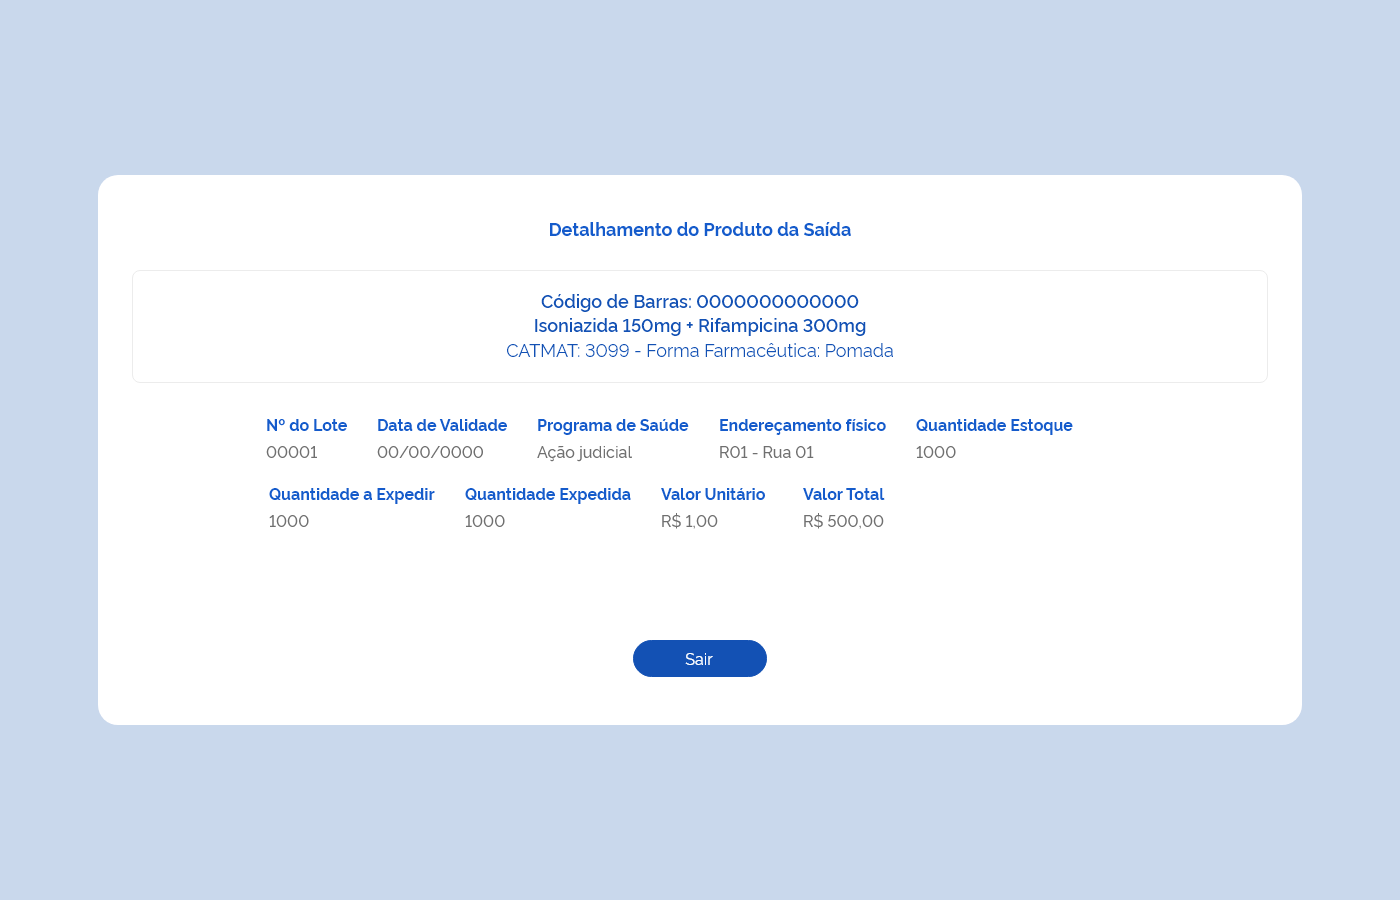 Detalhamento do Produto da Saída
Código de Barras: 0000000000000
Isoniazida 150mg + Rifampicina 300mg
CATMAT: 3099 - Forma Farmacêutica: Pomada
Nº do Lote Data de Validade Programa de Saúde Endereçamento físico Quantidade Estoque
00001 00/00/0000 Ação judicial R01 - Rua 01 1000
Quantidade a Expedir Quantidade Expedida Valor Unitário Valor Total
1000 1000 R$ 1,00 R$ 500,00
Sair